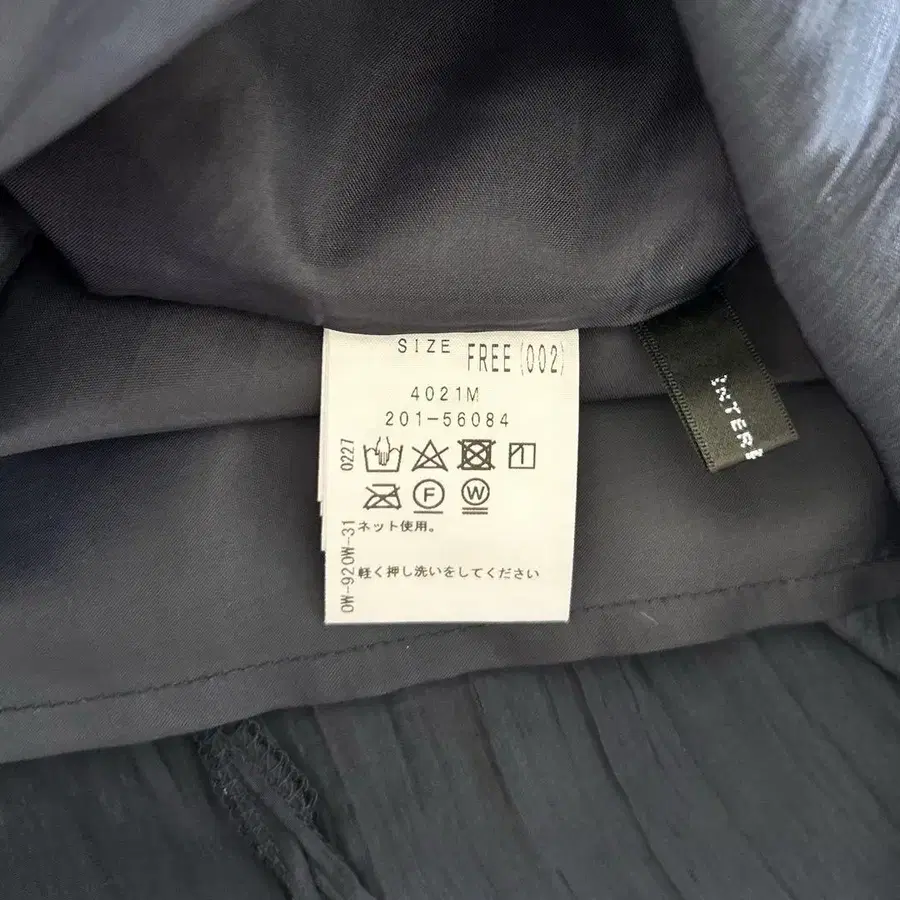 SIZE FREE(002)
4021M
201-56084
0227
F W
OW-920W-31
ネット使用。
軽く押し洗いをしてください
INTER